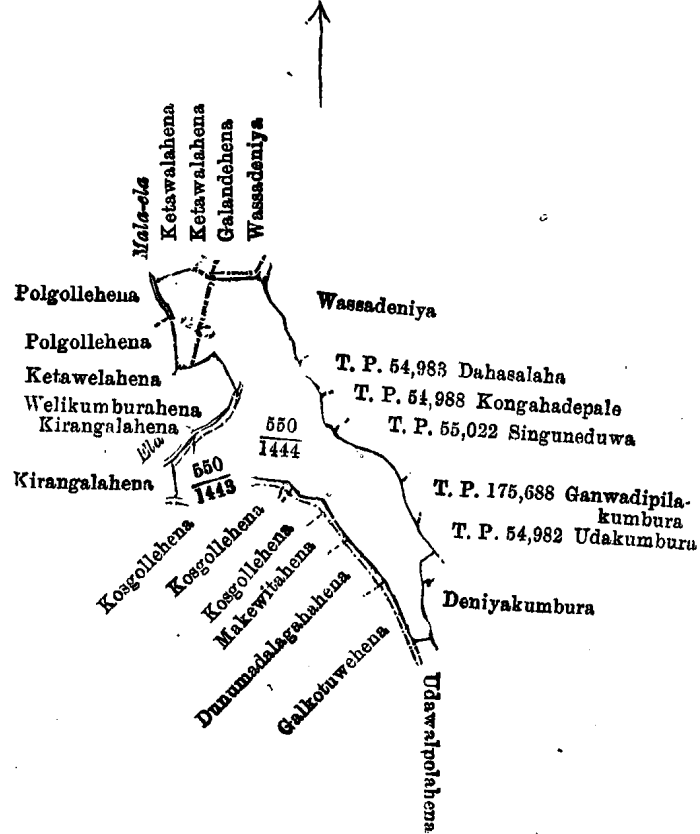 Mala-ela
Ketawalahena
Ketawalahena
Galandehena
Wassadeniya
Polgollehena
Wassadeniya
Polgollehena
T. P. 54,983 Dahasalaha
Ketawelahena
T. P. 54,988 Kongahadepale
Welikumburahena
Kirangalahena
T. P. 55,022 Singuneduwa
Ela
550
1444
550
1443
Kirangalahena
T. P. 175,688 Ganwadipila-
kumbura
T. P. 54,982 Udakumbura
Kosgollehena
Kosgollehena
Kosgollehena
Makewitahena
Dunumadalagahahena
Galkotuwehena
Deniyakumbura
Udawalpolahena